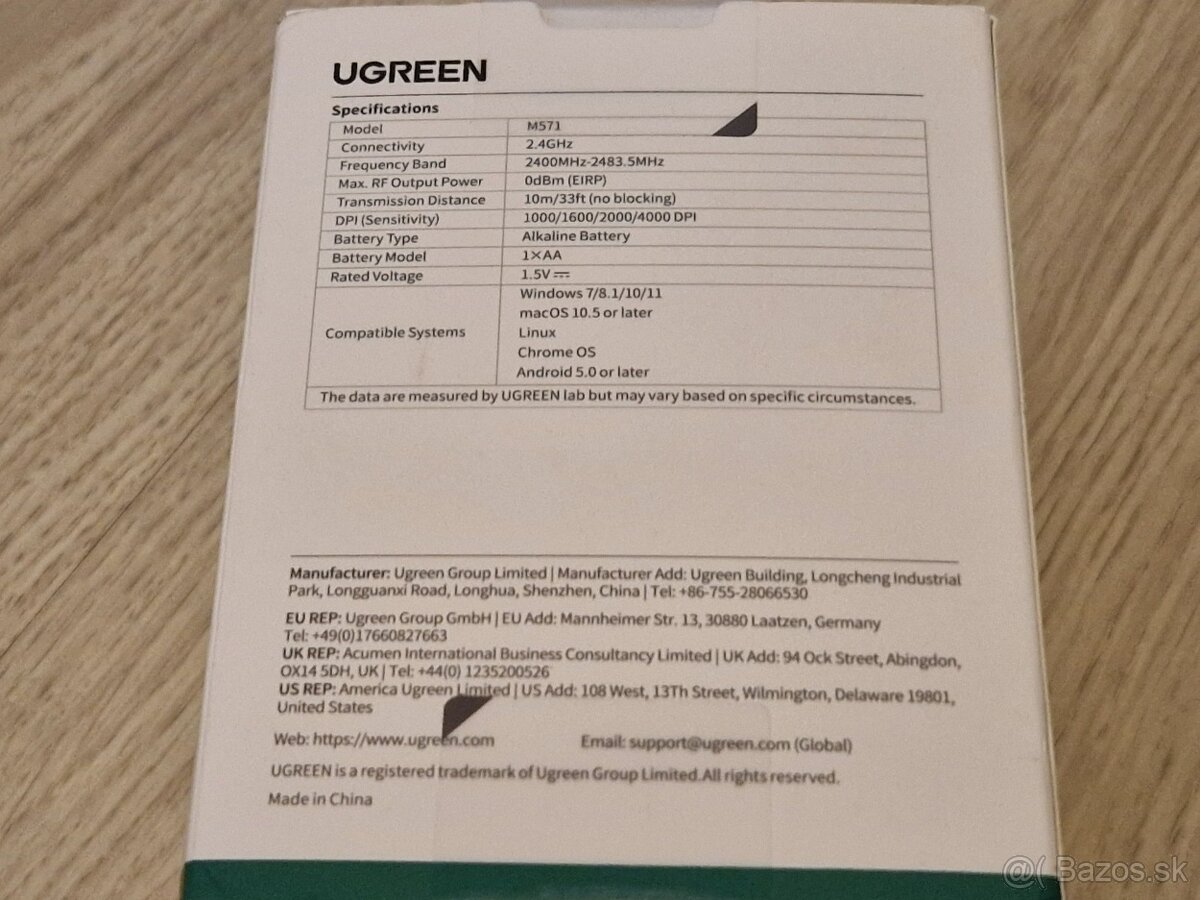 UGREEN
Specifications
Model M571
Connectivity 2.4GHz
Frequency Band 2400MHz-2483.5MHz
Max. RF Output Power 0dBm (EIRP)
Transmission Distance 10m/33ft (no blocking)
DPI (Sensitivity) 1000/1600/2000/4000 DPI
Battery Type Alkaline Battery
Battery Model 1×AA
Rated Voltage 1.5V ⎓
Compatible Systems
Windows 7/8.1/10/11
macOS 10.5 or later
Linux
Chrome OS
Android 5.0 or later
The data are measured by UGREEN lab but may vary based on specific circumstances.
Manufacturer: Ugreen Group Limited | Manufacturer Add: Ugreen Building, Longcheng Industrial
Park, Longguanxi Road, Longhua, Shenzhen, China | Tel: +86-755-28066530
EU REP: Ugreen Group GmbH | EU Add: Mannheimer Str. 13, 30880 Laatzen, Germany
Tel: +49(0)17660827663
UK REP: Acumen International Business Consultancy Limited | UK Add: 94 Ock Street, Abingdon,
OX14 5DH, UK | Tel: +44(0) 1235200526
US REP: America Ugreen Limited | US Add: 108 West, 13Th Street, Wilmington, Delaware 19801,
United States
Web: https://www.ugreen.com Email: support@ugreen.com (Global)
UGREEN is a registered trademark of Ugreen Group Limited.All rights reserved.
Made in China
@( Bazos.sk